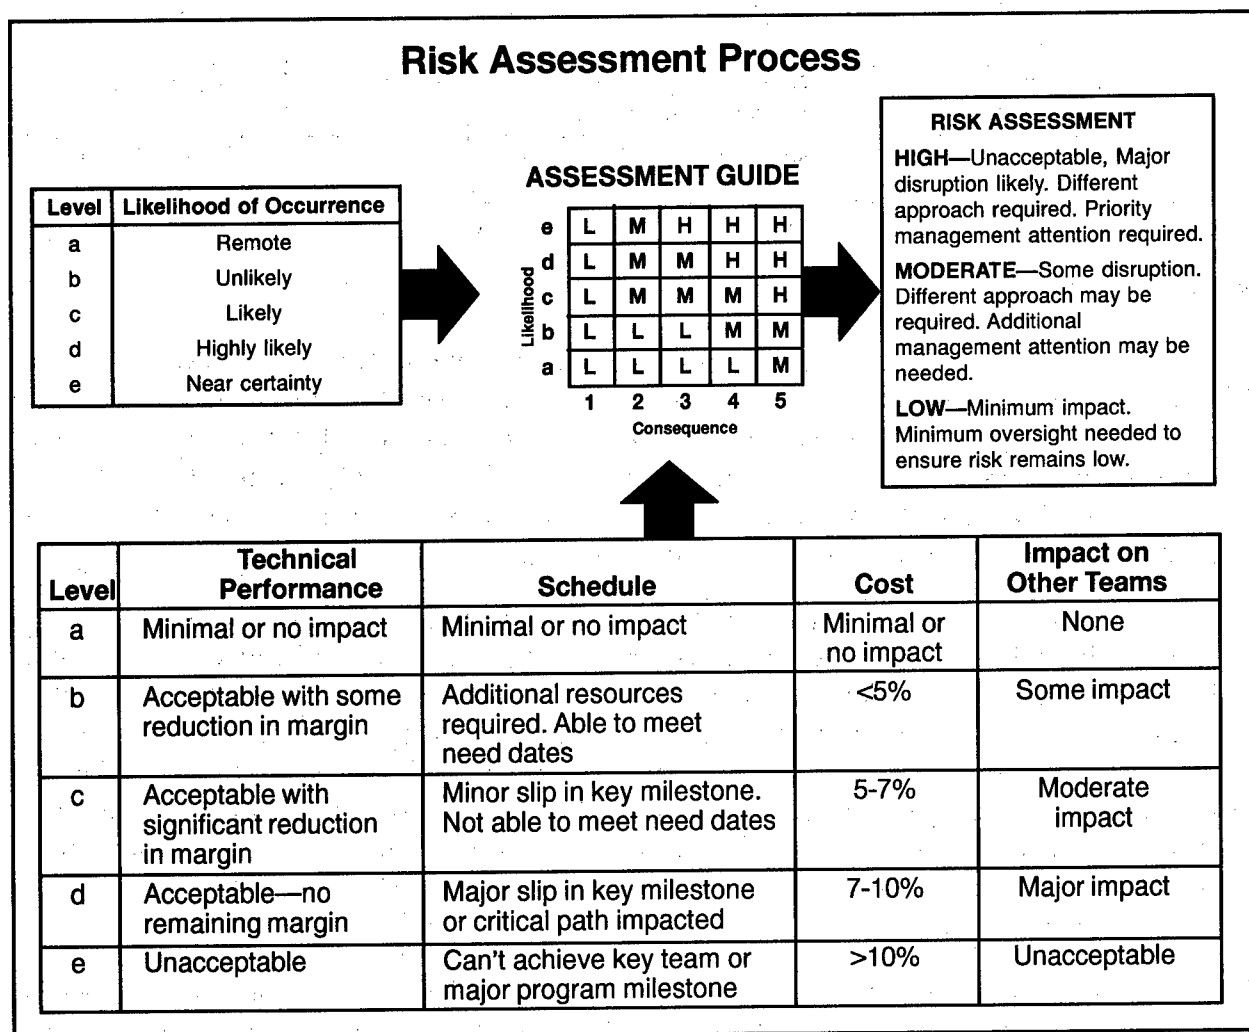 Risk Assessment Process
Level Likelihood of Occurrence
a Remote
b Unlikely
c Likely
d Highly likely
e Near certainty
ASSESSMENT GUIDE
Likelihood
e L M H H H
d L M M H H
c L M M M H
b L L L M M
a L L L L M
1 2 3 4 5
Consequence
RISK ASSESSMENT
HIGH—Unacceptable, Major
disruption likely. Different
approach required. Priority
management attention required.
MODERATE—Some disruption.
Different approach may be
required. Additional
management attention may be
needed.
LOW—Minimum impact.
Minimum oversight needed to
ensure risk remains low.
Level Technical Performance Schedule Cost Impact on Other Teams
a Minimal or no impact Minimal or no impact Minimal or no impact None
b Acceptable with some reduction in margin Additional resources required. Able to meet need dates <5% Some impact
c Acceptable with significant reduction in margin Minor slip in key milestone. Not able to meet need dates 5-7% Moderate impact
d Acceptable—no remaining margin Major slip in key milestone or critical path impacted 7-10% Major impact
e Unacceptable Can't achieve key team or major program milestone >10% Unacceptable